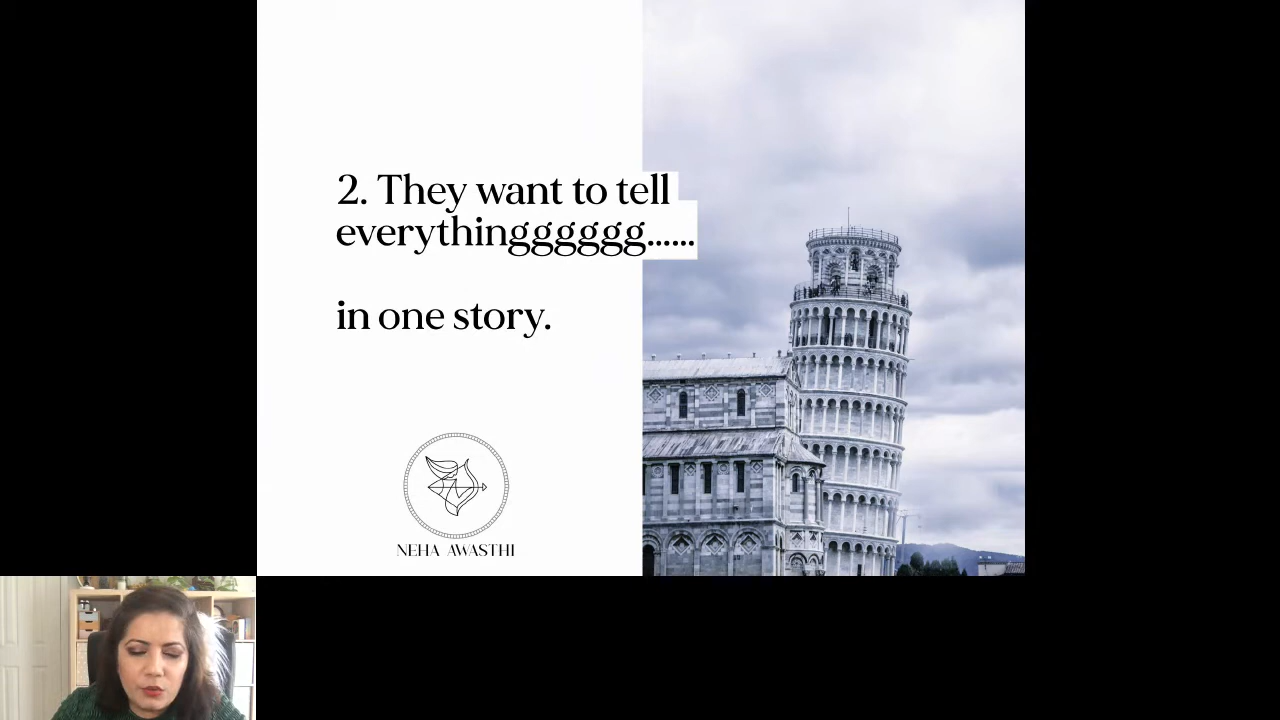 2. They want to tell
everythingggggg......
in one story.
NEHA AWASTHI